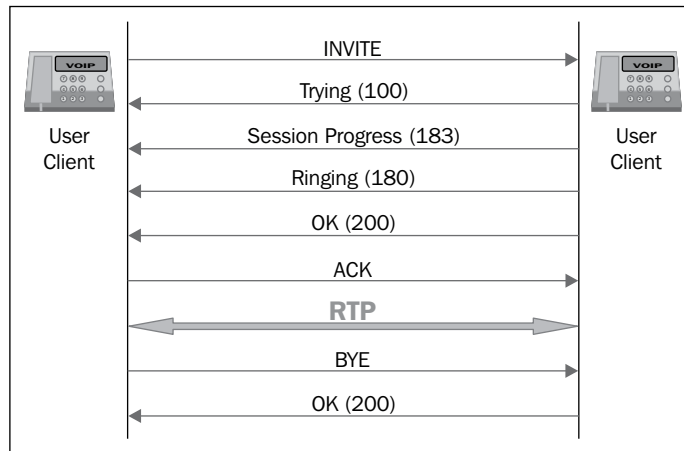 INVITE
VOIP
VOIP
Trying (100)
User
Client
User
Client
Session Progress (183)
Ringing (180)
OK (200)
ACK
RTP
BYE
OK (200)